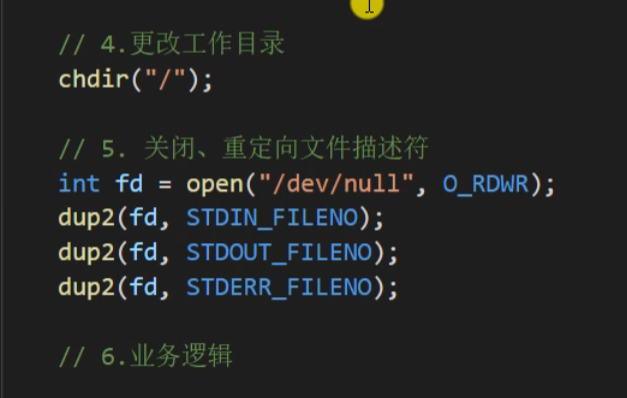 // 4.更改工作目录
chdir("/");
// 5. 关闭、重定向文件描述符
int fd = open("/dev/null", O_RDWR);
dup2(fd, STDIN_FILENO);
dup2(fd, STDOUT_FILENO);
dup2(fd, STDERR_FILENO);
// 6.业务逻辑